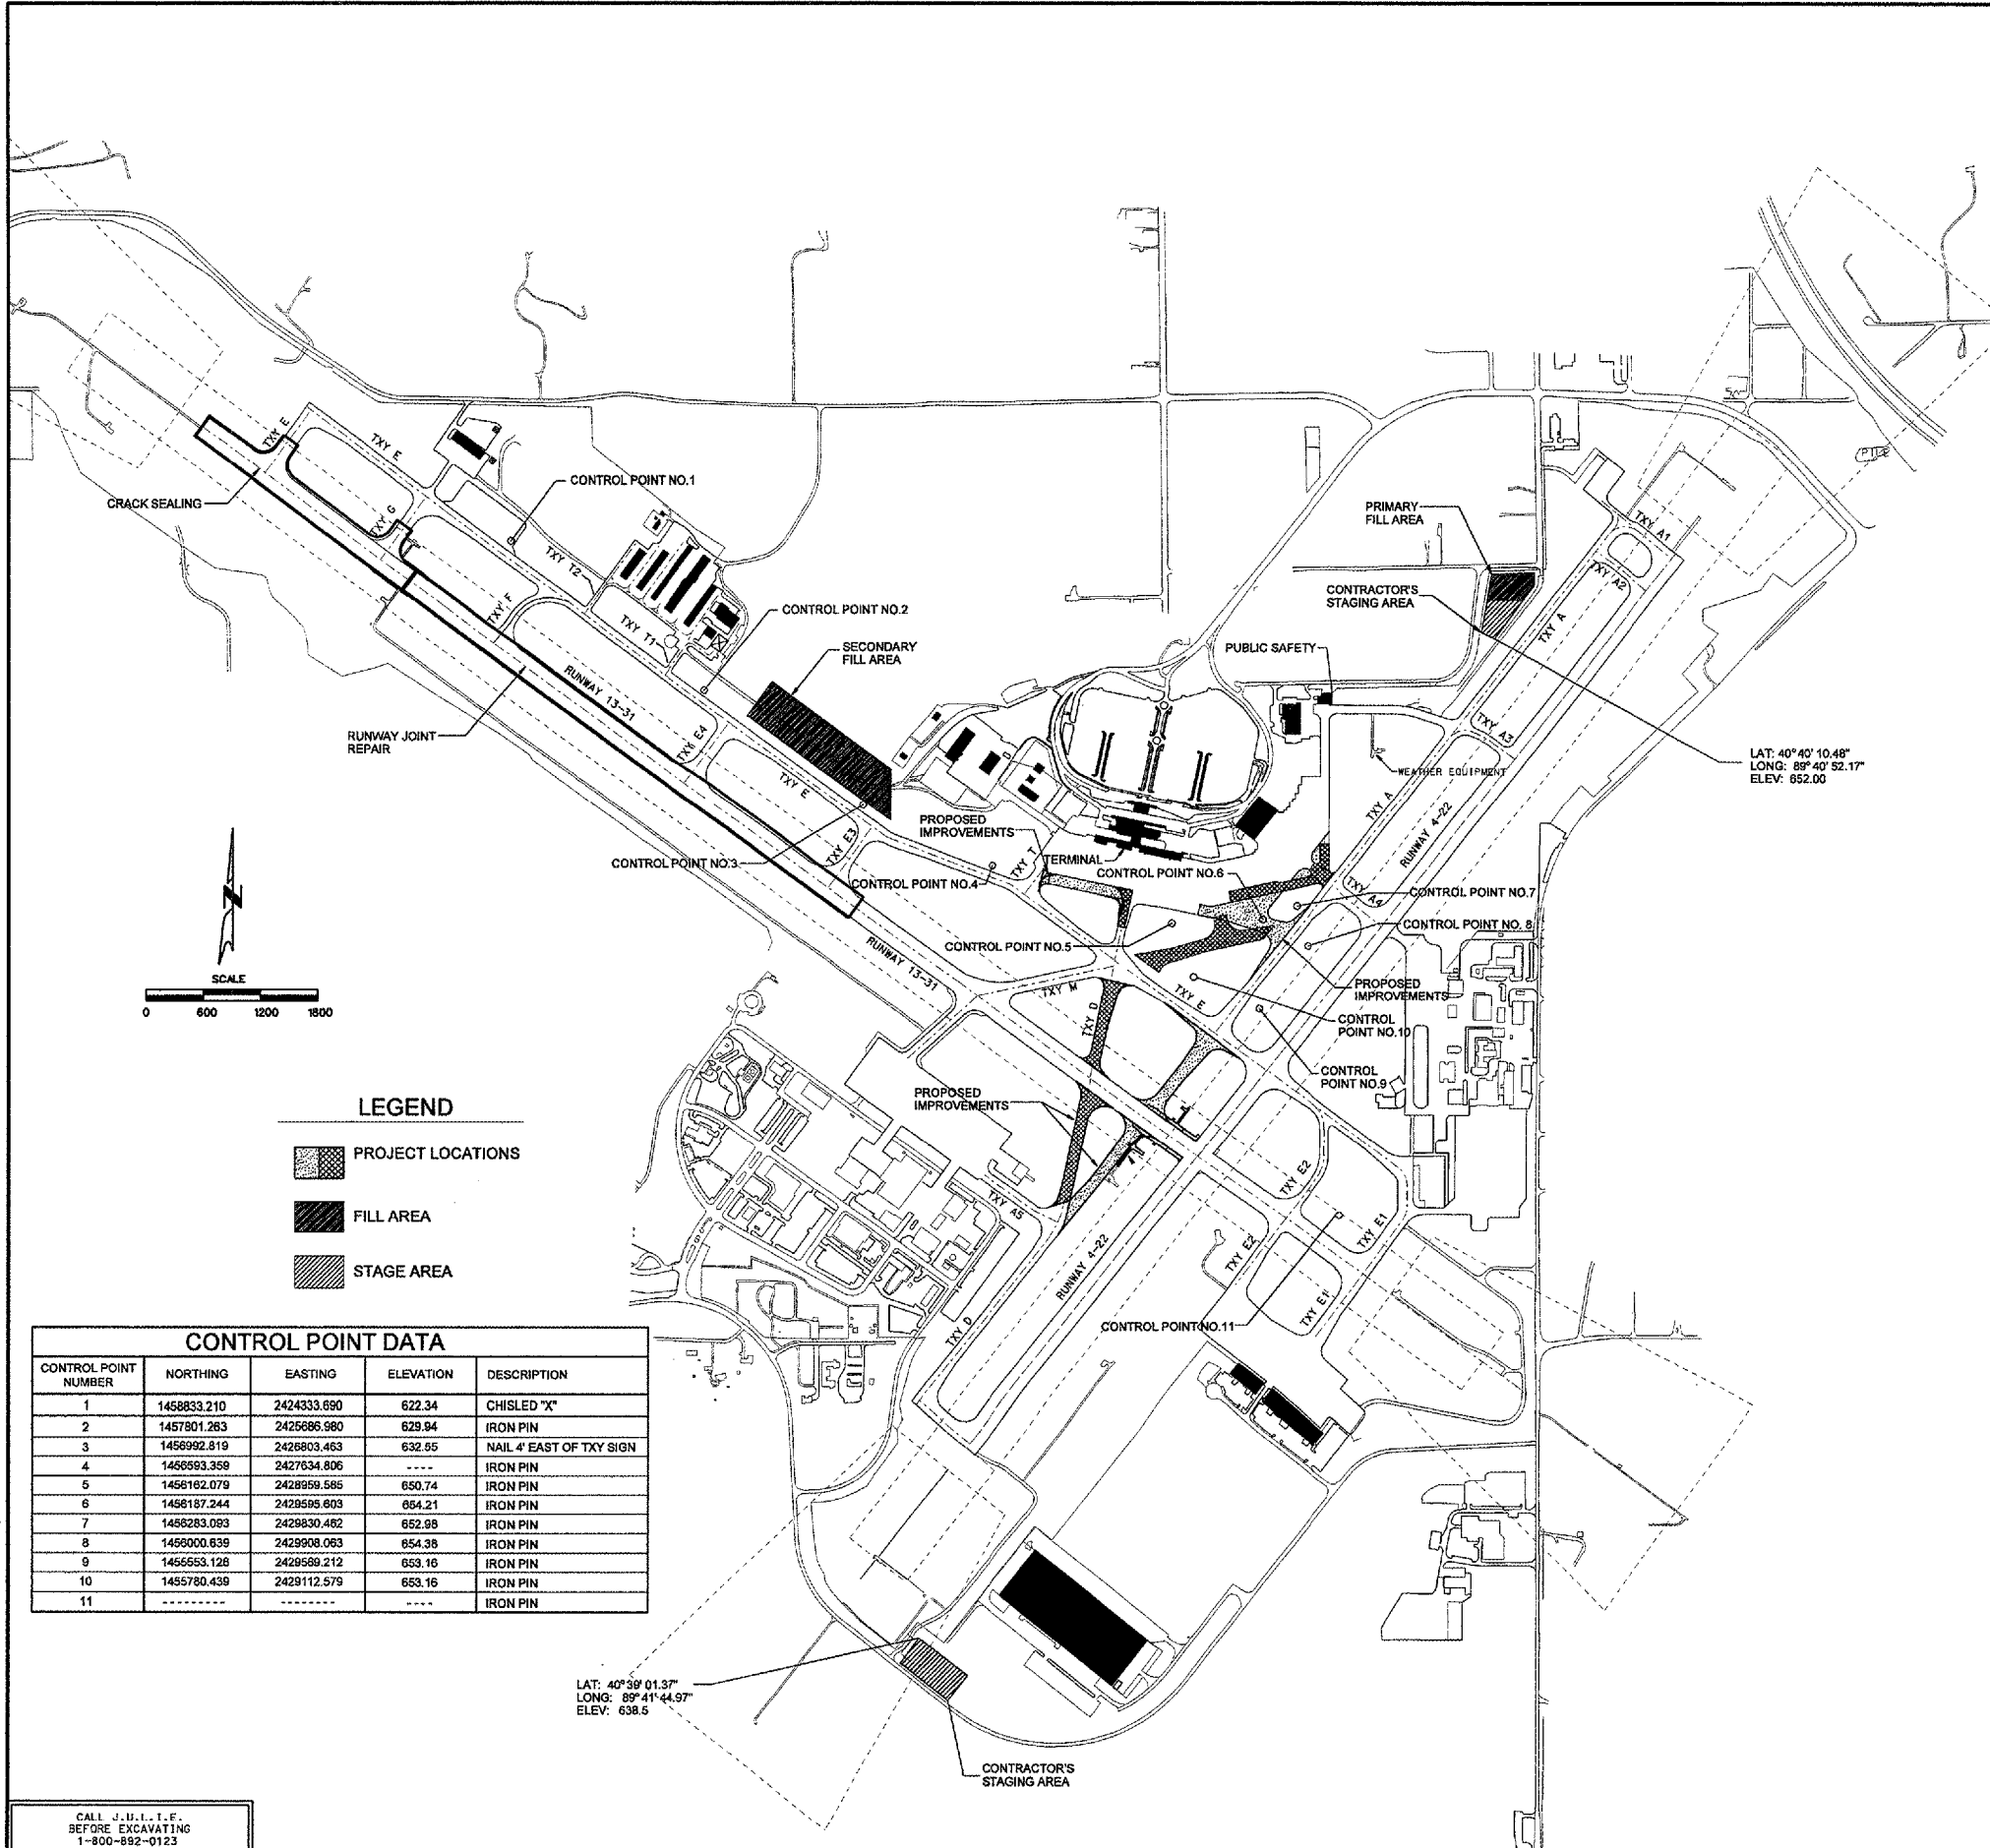 TXY E
TXY E
CRACK SEALING
TXY G
CONTROL POINT NO.1
TXY T2
TXY F
TXY T1
CONTROL POINT NO.2
SECONDARY
FILL AREA
RUNWAY 13-31
RUNWAY JOINT
REPAIR
TXY E4
TXY E
TXY E3
CONTROL POINT NO.3
PRIMARY
FILL AREA
CONTRACTOR'S
STAGING AREA
PUBLIC SAFETY
TXY A1
TXY A2
TXY A
TXY A3
WEATHER EQUIPMENT
LAT: 40° 40' 10.48"
LONG: 89° 40' 52.17"
ELEV: 652.00
PROPOSED
IMPROVEMENTS
TXY T
TERMINAL
CONTROL POINT NO.4
CONTROL POINT NO.6
TXY A
RUNWAY 4-22
TXY A4
CONTROL POINT NO.7
CONTROL POINT NO. 8
CONTROL POINT NO.5
RUNWAY 13-31
TXY M
TXY D
TXY E
PROPOSED
IMPROVEMENTS
CONTROL
POINT NO.10
CONTROL
POINT NO.9
PROPOSED
IMPROVEMENTS
N
SCALE
0 600 1200 1800
LEGEND
PROJECT LOCATIONS
FILL AREA
STAGE AREA
TXY A5
TXY E2
TXY E1
TXY E2
TXY E1
RUNWAY 4-22
TXY D
CONTROL POINT NO.11
CONTROL POINT DATA
CONTROL POINT NUMBER NORTHING EASTING ELEVATION DESCRIPTION
1 1458833.210 2424333.690 622.34 CHISLED "X"
2 1457801.263 2425686.980 629.94 IRON PIN
3 1456992.819 2426803.463 632.55 NAIL 4' EAST OF TXY SIGN
4 1456593.359 2427634.806 ---- IRON PIN
5 1456162.079 2428959.585 650.74 IRON PIN
6 1456187.244 2429595.603 654.21 IRON PIN
7 1456283.093 2429830.462 652.98 IRON PIN
8 1456000.639 2429908.063 654.38 IRON PIN
9 1455553.126 2429569.212 653.16 IRON PIN
10 1455780.439 2429112.579 653.16 IRON PIN
11 --------- -------- ---- IRON PIN
LAT: 40° 39' 01.37"
LONG: 89° 41' 44.97"
ELEV: 638.5
CONTRACTOR'S
STAGING AREA
CALL J.U.L.I.E.
BEFORE EXCAVATING
1-800-892-0123